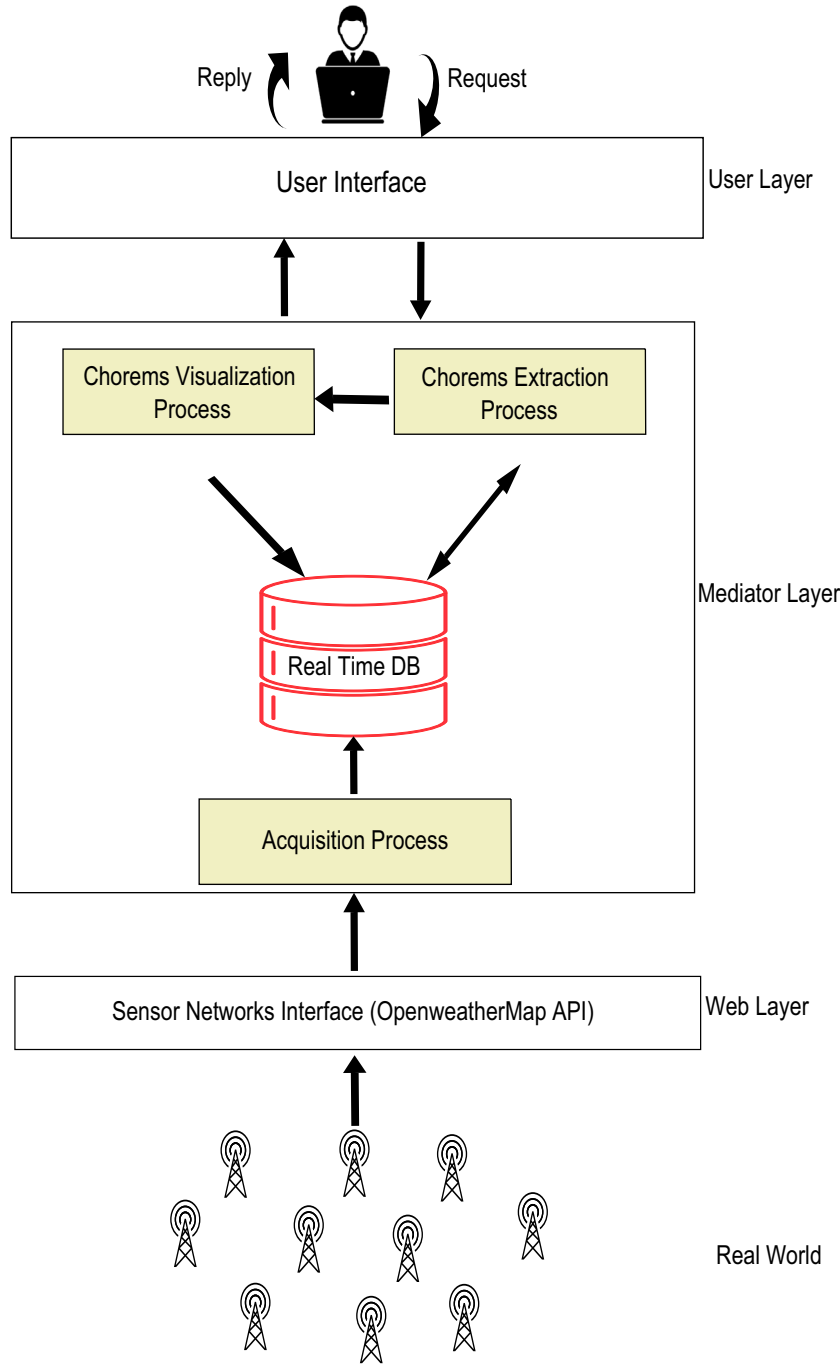 Reply
Request
User Interface
User Layer
Chorems Visualization
Process
Chorems Extraction
Process
Mediator Layer
Real Time DB
Acquisition Process
Sensor Networks Interface (OpenweatherMap API)
Web Layer
Real World